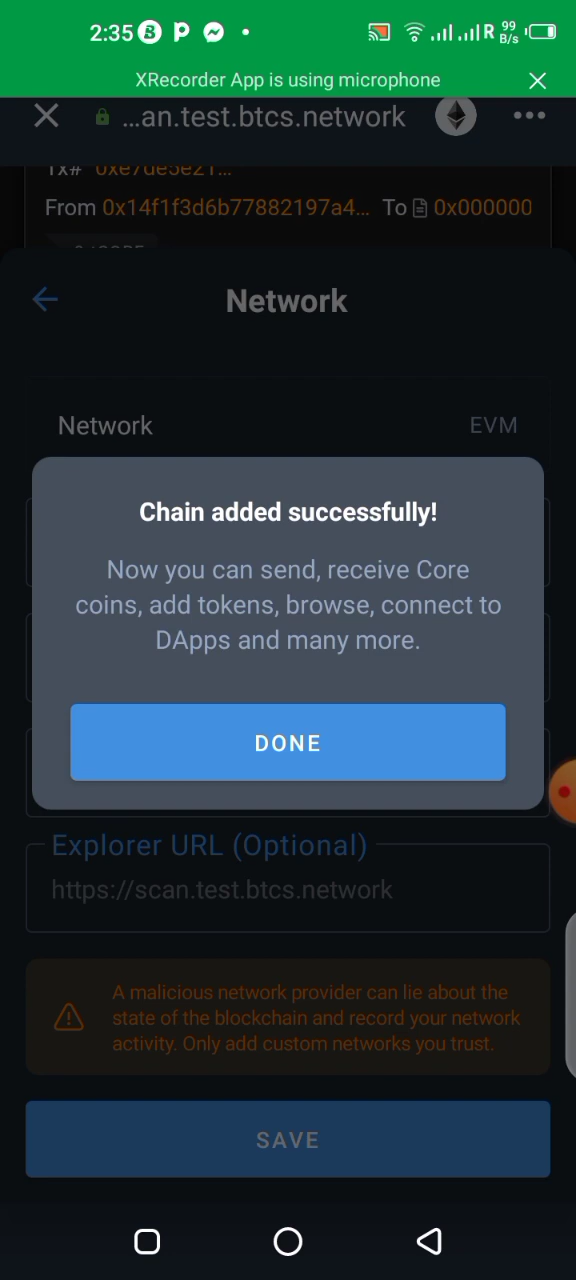 2:35 R 99 B/s
XRecorder App is using microphone
...an.test.btcs.network
Tx# 0xe7de5e21...
From 0x14f1f3d6b77882197a4... To 0x000000
Network
Network EVM
Chain added successfully!
Now you can send, receive Core
coins, add tokens, browse, connect to
DApps and many more.
DONE
Explorer URL (Optional)
https://scan.test.btcs.network
A malicious network provider can lie about the
state of the blockchain and record your network
activity. Only add custom networks you trust.
SAVE